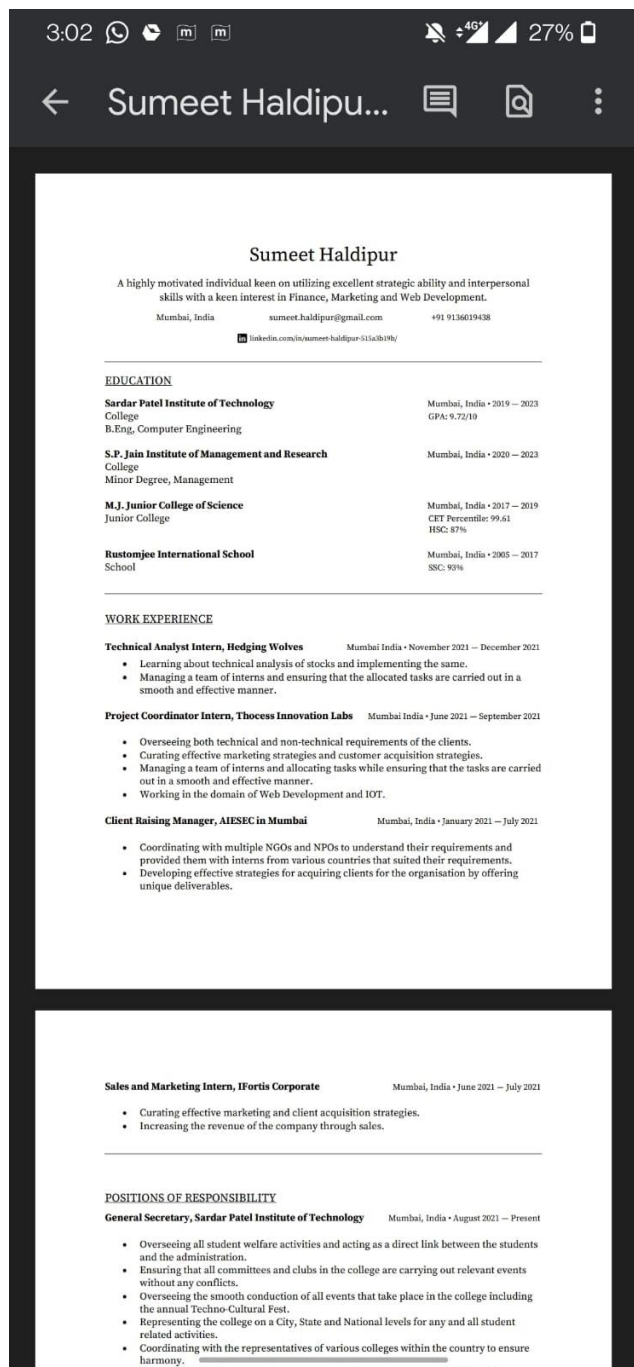 3:02 m m 4G+ 27%
Sumeet Haldipu...
Sumeet Haldipur
A highly motivated individual keen on utilizing excellent strategic ability and interpersonal
skills with a keen interest in Finance, Marketing and Web Development.
Mumbai, India sumeet.haldipur@gmail.com +91 9136019438
in linkedin.com/in/sumeet-haldipur-515a3b19b/
EDUCATION
Sardar Patel Institute of Technology Mumbai, India • 2019 — 2023
College GPA: 9.72/10
B.Eng, Computer Engineering
S.P. Jain Institute of Management and Research Mumbai, India • 2020 — 2023
College
Minor Degree, Management
M.J. Junior College of Science Mumbai, India • 2017 — 2019
Junior College CET Percentile: 99.61
HSC: 87%
Rustomjee International School Mumbai, India • 2005 — 2017
School SSC: 93%
WORK EXPERIENCE
Technical Analyst Intern, Hedging Wolves Mumbai India • November 2021 — December 2021
• Learning about technical analysis of stocks and implementing the same.
• Managing a team of interns and ensuring that the allocated tasks are carried out in a
smooth and effective manner.
Project Coordinator Intern, Thocess Innovation Labs Mumbai India • June 2021 — September 2021
• Overseeing both technical and non-technical requirements of the clients.
• Curating effective marketing strategies and customer acquisition strategies.
• Managing a team of interns and allocating tasks while ensuring that the tasks are carried
out in a smooth and effective manner.
• Working in the domain of Web Development and IOT.
Client Raising Manager, AIESEC in Mumbai Mumbai, India • January 2021 — July 2021
• Coordinating with multiple NGOs and NPOs to understand their requirements and
provided them with interns from various countries that suited their requirements.
• Developing effective strategies for acquiring clients for the organisation by offering
unique deliverables.
Sales and Marketing Intern, IFortis Corporate Mumbai, India • June 2021 — July 2021
• Curating effective marketing and client acquisition strategies.
• Increasing the revenue of the company through sales.
POSITIONS OF RESPONSIBILITY
General Secretary, Sardar Patel Institute of Technology Mumbai, India • August 2021 — Present
• Overseeing all student welfare activities and acting as a direct link between the students
and the administration.
• Ensuring that all committees and clubs in the college are carrying out relevant events
without any conflicts.
• Overseeing the smooth conduction of all events that take place in the college including
the annual Techno-Cultural Fest.
• Representing the college on a City, State and National levels for any and all student
related activities.
• Coordinating with the representatives of various colleges within the country to ensure
harmony.